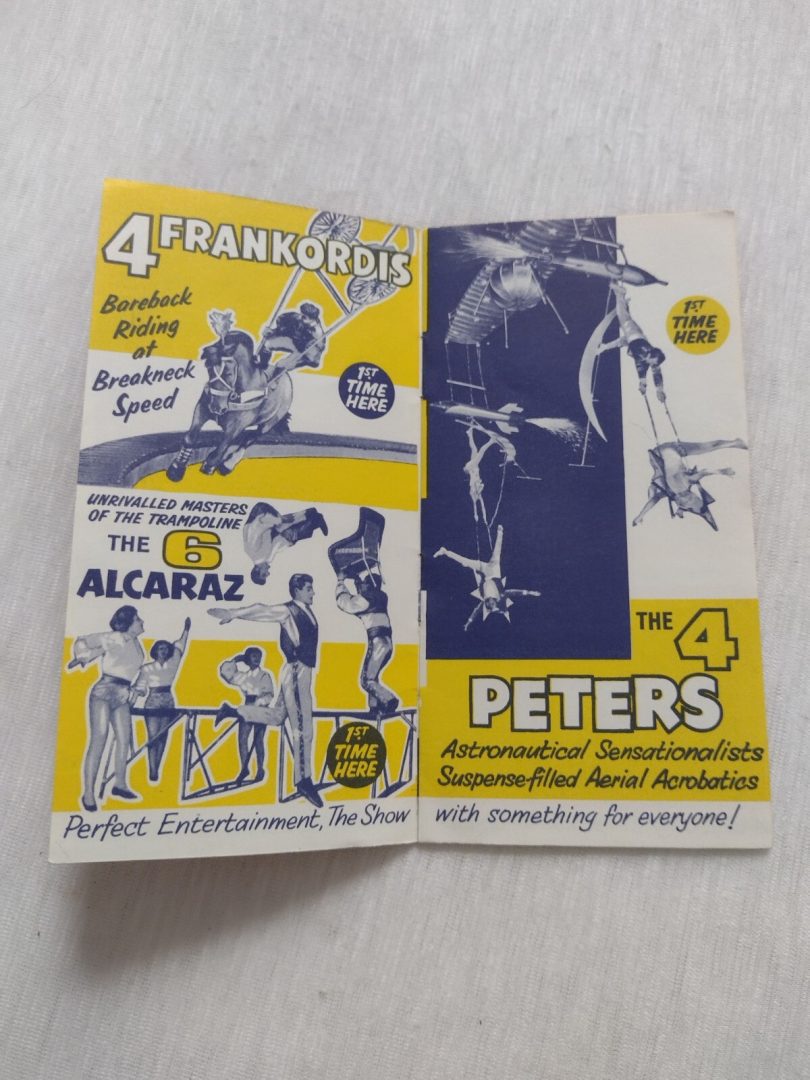 4 FRANKORDIS
Bareback
Riding
at
Breakneck
Speed
1ST
TIME
HERE
UNRIVALLED MASTERS
OF THE TRAMPOLINE
THE 6
ALCARAZ
1ST
TIME
HERE
Perfect Entertainment, The Show
1ST
TIME
HERE
THE 4
PETERS
Astronautical Sensationalists
Suspense-filled Aerial Acrobatics
with something for everyone!